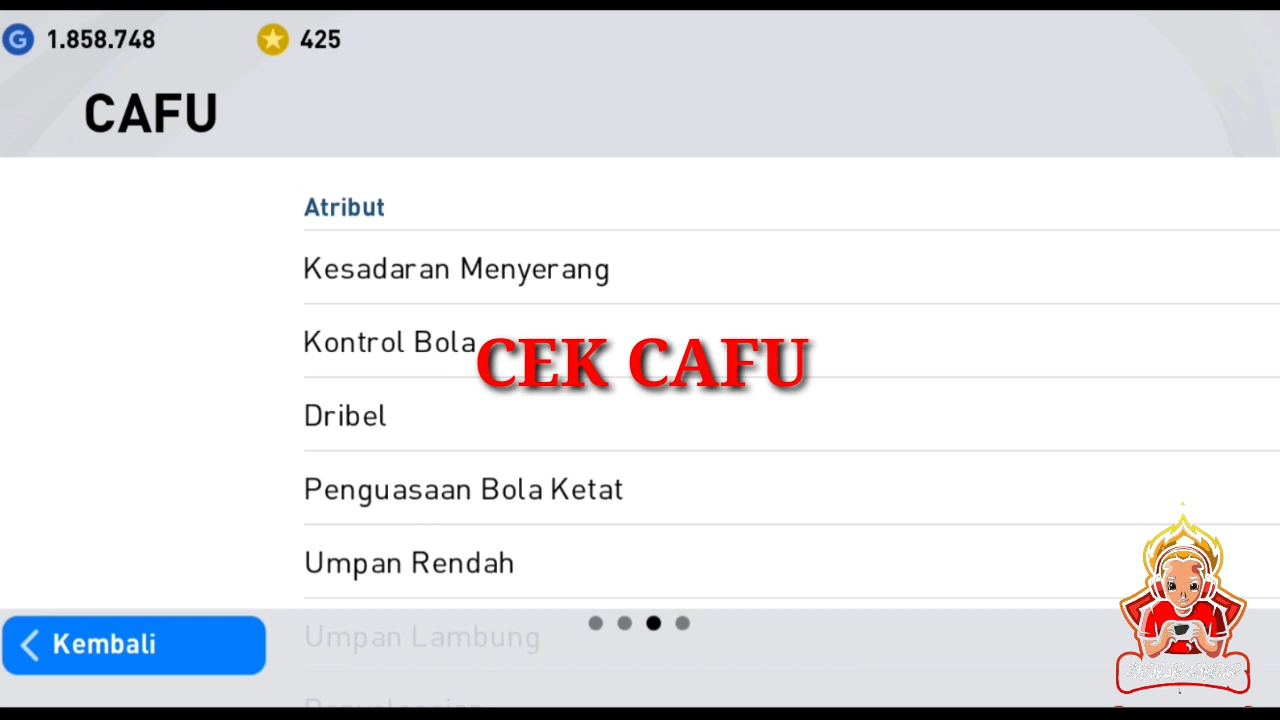 G 1.858.748 425
CAFU
Atribut
Kesadaran Menyerang
Kontrol Bola
CEK CAFU
Dribel
Penguasaan Bola Ketat
Umpan Rendah
Umpan Lambung
Kembali